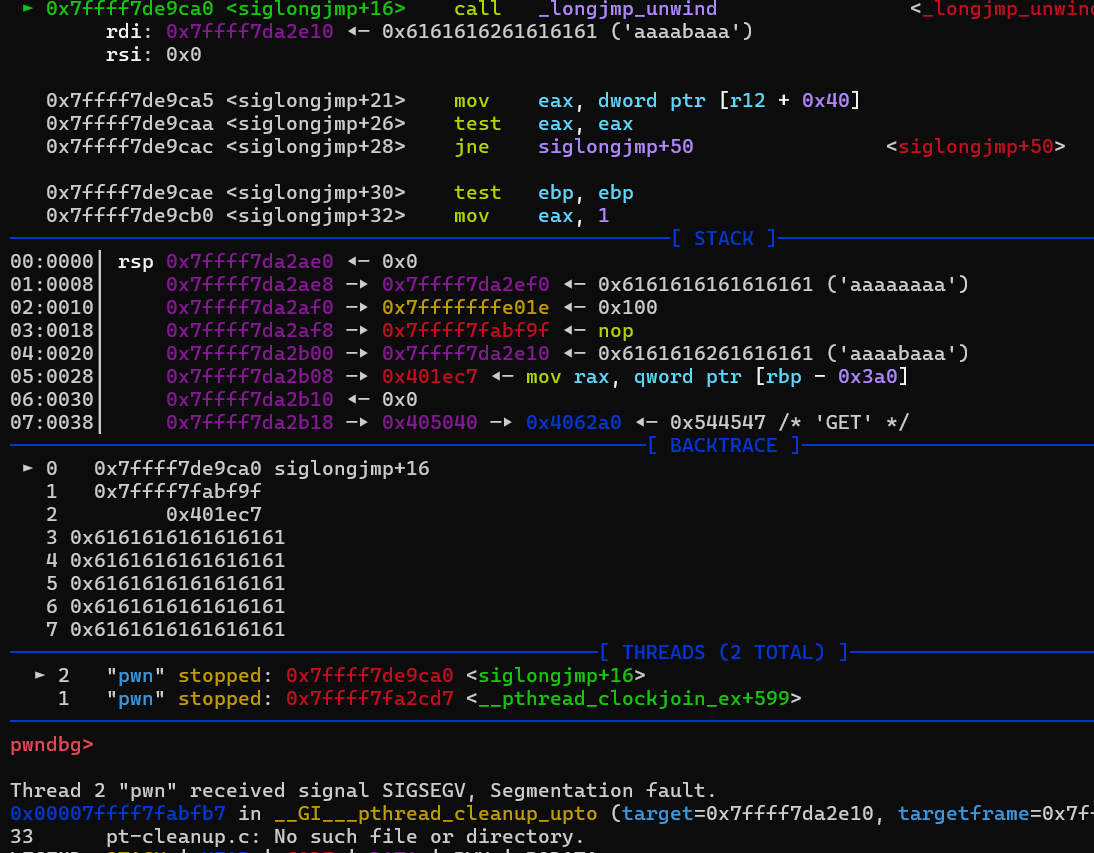 ► 0x7ffff7de9ca0 <siglongjmp+16> call _longjmp_unwind <_longjmp_unwind
rdi: 0x7ffff7da2e10 ◂— 0x6161616261616161 ('aaaabaaa')
rsi: 0x0
0x7ffff7de9ca5 <siglongjmp+21> mov eax, dword ptr [r12 + 0x40]
0x7ffff7de9caa <siglongjmp+26> test eax, eax
0x7ffff7de9cac <siglongjmp+28> jne siglongjmp+50 <siglongjmp+50>
0x7ffff7de9cae <siglongjmp+30> test ebp, ebp
0x7ffff7de9cb0 <siglongjmp+32> mov eax, 1
[ STACK ]
00:0000│ rsp 0x7ffff7da2ae0 ◂— 0x0
01:0008│ 0x7ffff7da2ae8 —▸ 0x7ffff7da2ef0 ◂— 0x6161616161616161 ('aaaaaaaa')
02:0010│ 0x7ffff7da2af0 —▸ 0x7fffffffe01e ◂— 0x100
03:0018│ 0x7ffff7da2af8 —▸ 0x7ffff7fabf9f ◂— nop
04:0020│ 0x7ffff7da2b00 —▸ 0x7ffff7da2e10 ◂— 0x6161616261616161 ('aaaabaaa')
05:0028│ 0x7ffff7da2b08 —▸ 0x401ec7 ◂— mov rax, qword ptr [rbp - 0x3a0]
06:0030│ 0x7ffff7da2b10 ◂— 0x0
07:0038│ 0x7ffff7da2b18 —▸ 0x405040 —▸ 0x4062a0 ◂— 0x544547 /* 'GET' */
[ BACKTRACE ]
► 0 0x7ffff7de9ca0 siglongjmp+16
1 0x7ffff7fabf9f
2 0x401ec7
3 0x6161616161616161
4 0x6161616161616161
5 0x6161616161616161
6 0x6161616161616161
7 0x6161616161616161
[ THREADS (2 TOTAL) ]
► 2 "pwn" stopped: 0x7ffff7de9ca0 <siglongjmp+16>
1 "pwn" stopped: 0x7ffff7fa2cd7 <__pthread_clockjoin_ex+599>
pwndbg>
Thread 2 "pwn" received signal SIGSEGV, Segmentation fault.
0x00007ffff7fabfb7 in __GI___pthread_cleanup_upto (target=0x7ffff7da2e10, targetframe=0x7f
33 pt-cleanup.c: No such file or directory.